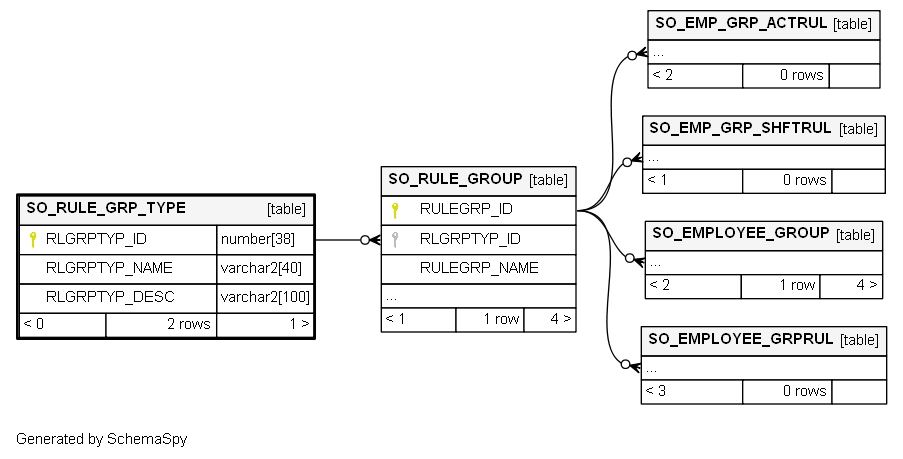 SO_EMP_GRP_ACTRUL [table]
...
< 2 0 rows
SO_EMP_GRP_SHFTRUL [table]
...
< 1 0 rows
SO_RULE_GROUP [table]
RULEGRP_ID
RLGRPTYP_ID
RULEGRP_NAME
...
< 1 1 row 4 >
SO_RULE_GRP_TYPE [table]
RLGRPTYP_ID number[38]
RLGRPTYP_NAME varchar2[40]
RLGRPTYP_DESC varchar2[100]
< 0 2 rows 1 >
SO_EMPLOYEE_GROUP [table]
...
< 2 1 row 4 >
SO_EMPLOYEE_GRPRUL [table]
...
< 3 0 rows
Generated by SchemaSpy